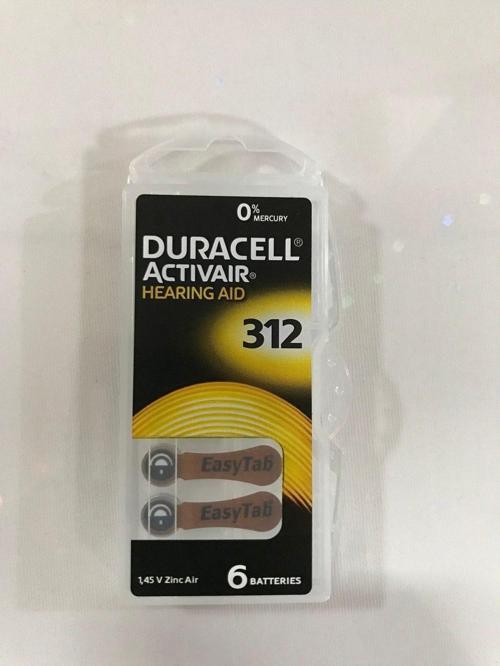 0% MERCURY
DURACELL®
ACTIVAIR®
HEARING AID
312
EasyTab
EasyTab
1,45 V Zinc Air 6 BATTERIES